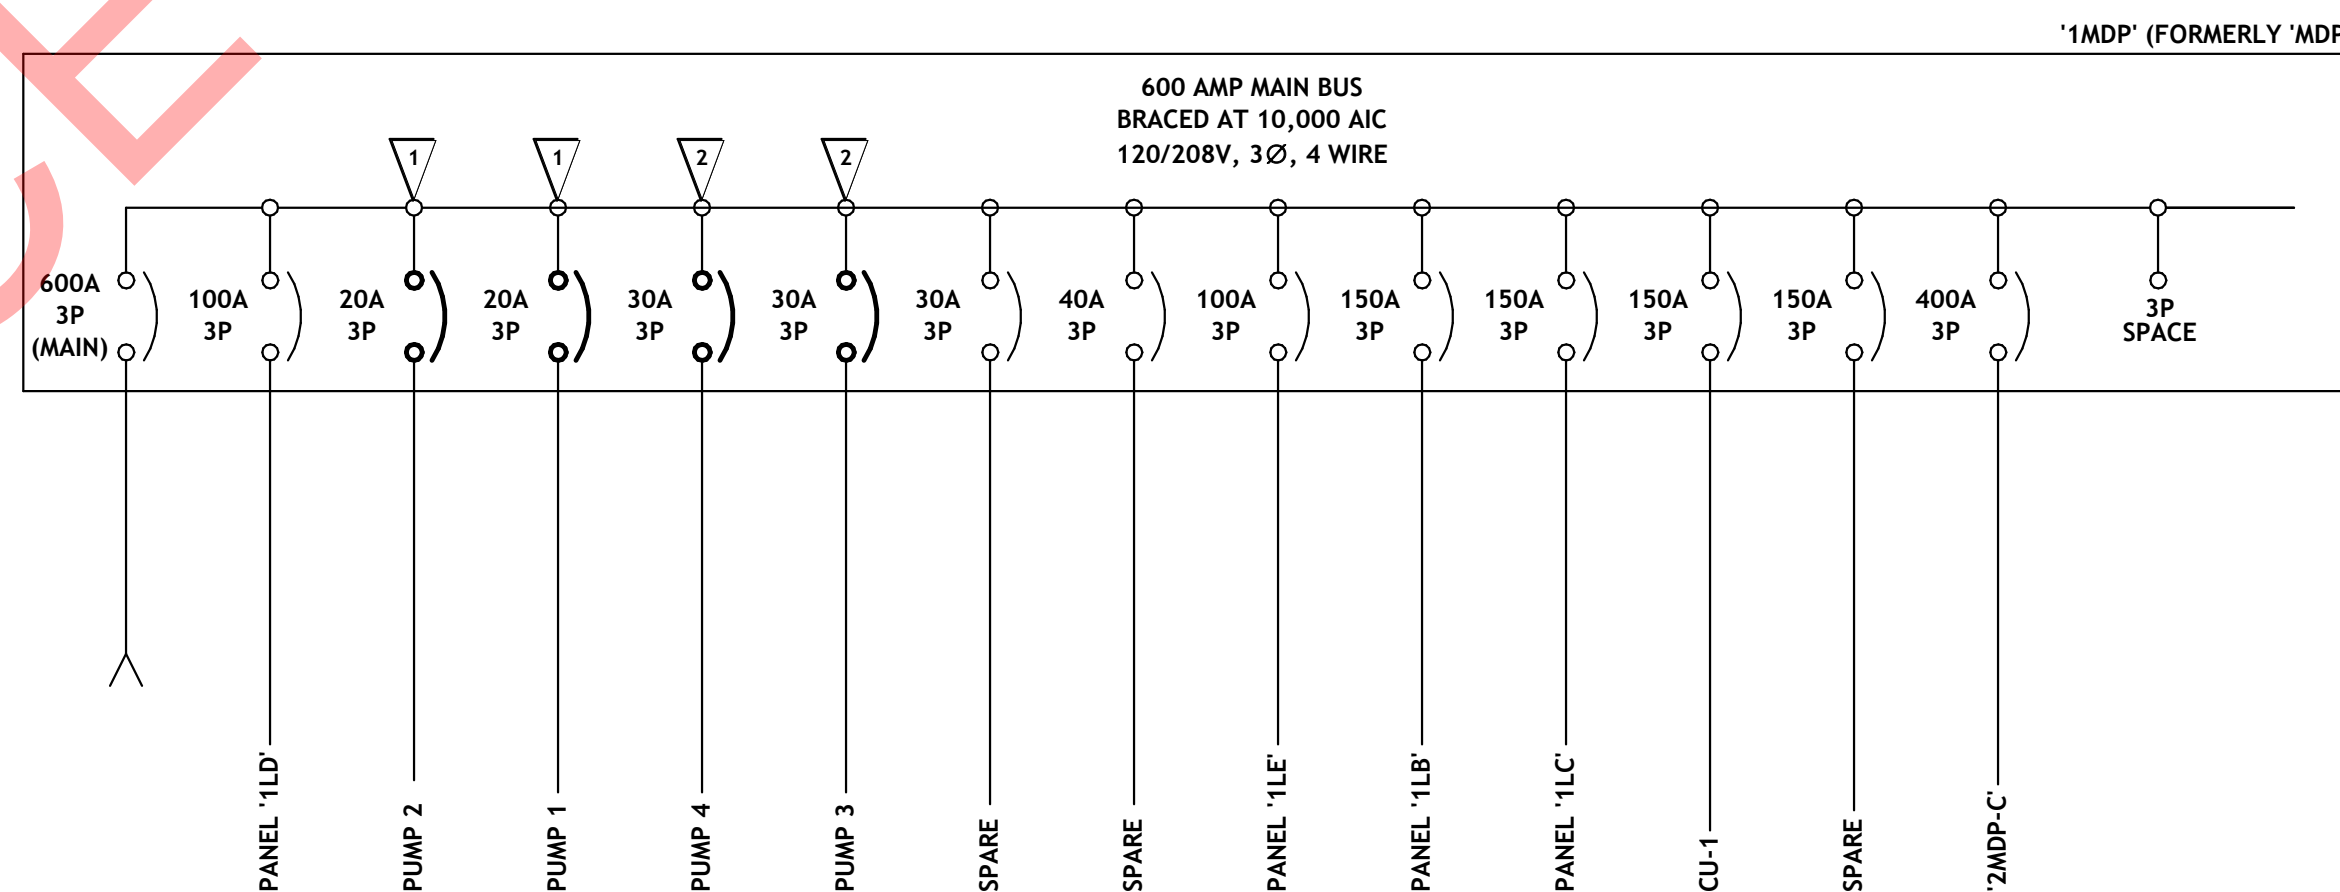 '1MDP' (FORMERLY 'MDP
600 AMP MAIN BUS
BRACED AT 10,000 AIC
120/208V, 3Ø, 4 WIRE
1
1
2
2
600A
3P
(MAIN)
100A
3P
20A
3P
20A
3P
30A
3P
30A
3P
30A
3P
40A
3P
100A
3P
150A
3P
150A
3P
150A
3P
150A
3P
400A
3P
3P
SPACE
PANEL '1LD'
PUMP 2
PUMP 1
PUMP 4
PUMP 3
SPARE
SPARE
PANEL '1LE'
PANEL '1LB'
PANEL '1LC'
CU-1
SPARE
'2MDP-C'